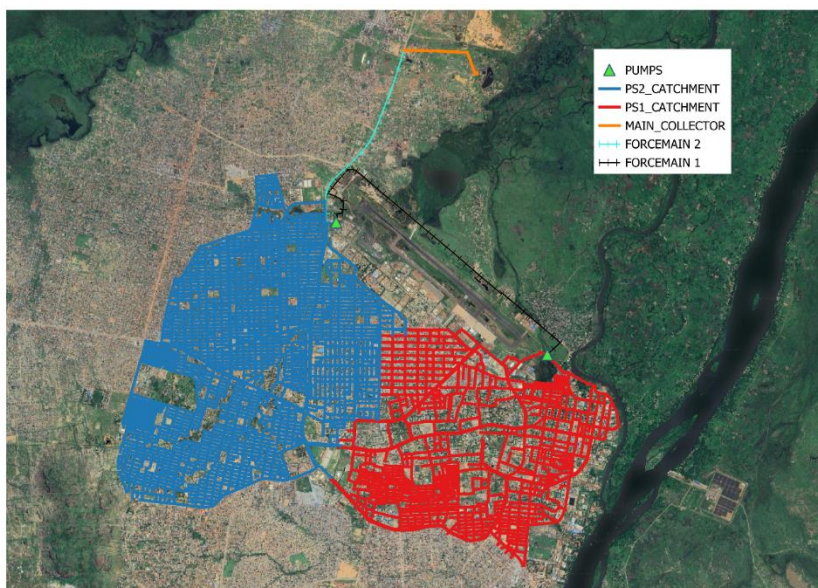 PUMPS
PS2_CATCHMENT
PS1_CATCHMENT
MAIN_COLLECTOR
FORCEMAIN 2
FORCEMAIN 1